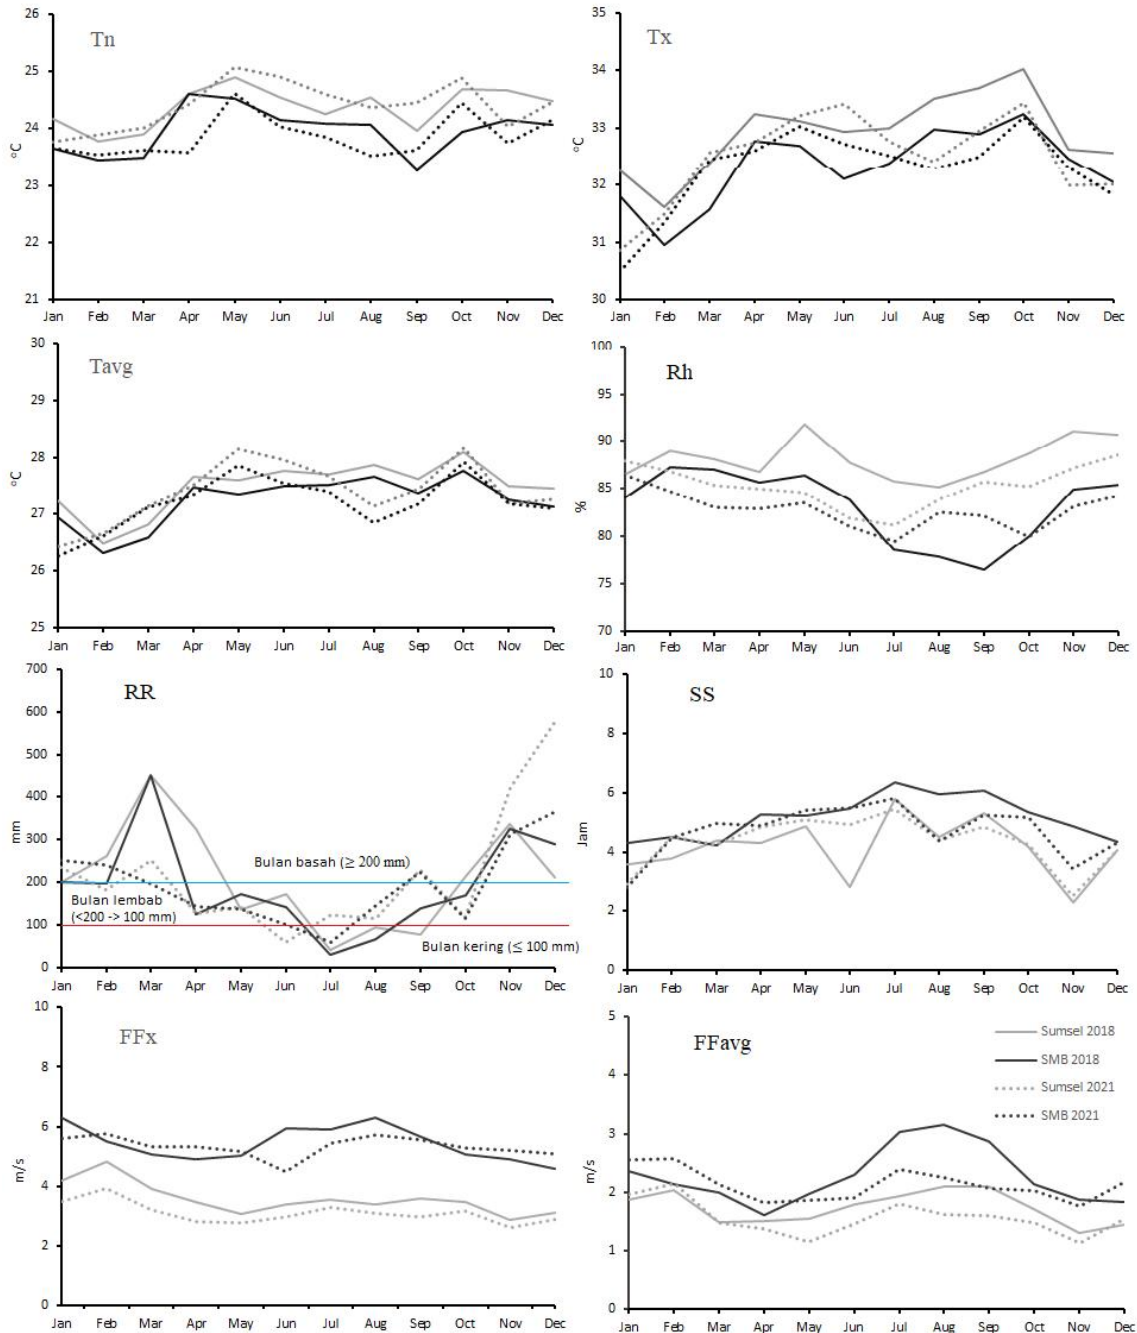 Tn
°C
26
25
24
23
22
21
Jan Feb Mar Apr May Jun Jul Aug Sep Oct Nov Dec
Tx
°C
35
34
33
32
31
30
Jan Feb Mar Apr May Jun Jul Aug Sep Oct Nov Dec
Tavg
°C
30
29
28
27
26
25
Jan Feb Mar Apr May Jun Jul Aug Sep Oct Nov Dec
Rh
%
100
95
90
85
80
75
70
Jan Feb Mar Apr May Jun Jul Aug Sep Oct Nov Dec
RR
mm
700
600
500
400
300
200
100
0
Bulan basah (≥ 200 mm)
Bulan lembab
(<200 -> 100 mm)
Bulan kering (≤ 100 mm)
Jan Feb Mar Apr May Jun Jul Aug Sep Oct Nov Dec
SS
Jam
10
8
6
4
2
0
Jan Feb Mar Apr May Jun Jul Aug Sep Oct Nov Dec
FFx
m/s
10
8
6
4
2
0
Jan Feb Mar Apr May Jun Jul Aug Sep Oct Nov Dec
FFavg
m/s
5
4
3
2
1
0
Sumsel 2018
SMB 2018
Sumsel 2021
SMB 2021
Jan Feb Mar Apr May Jun Jul Aug Sep Oct Nov Dec